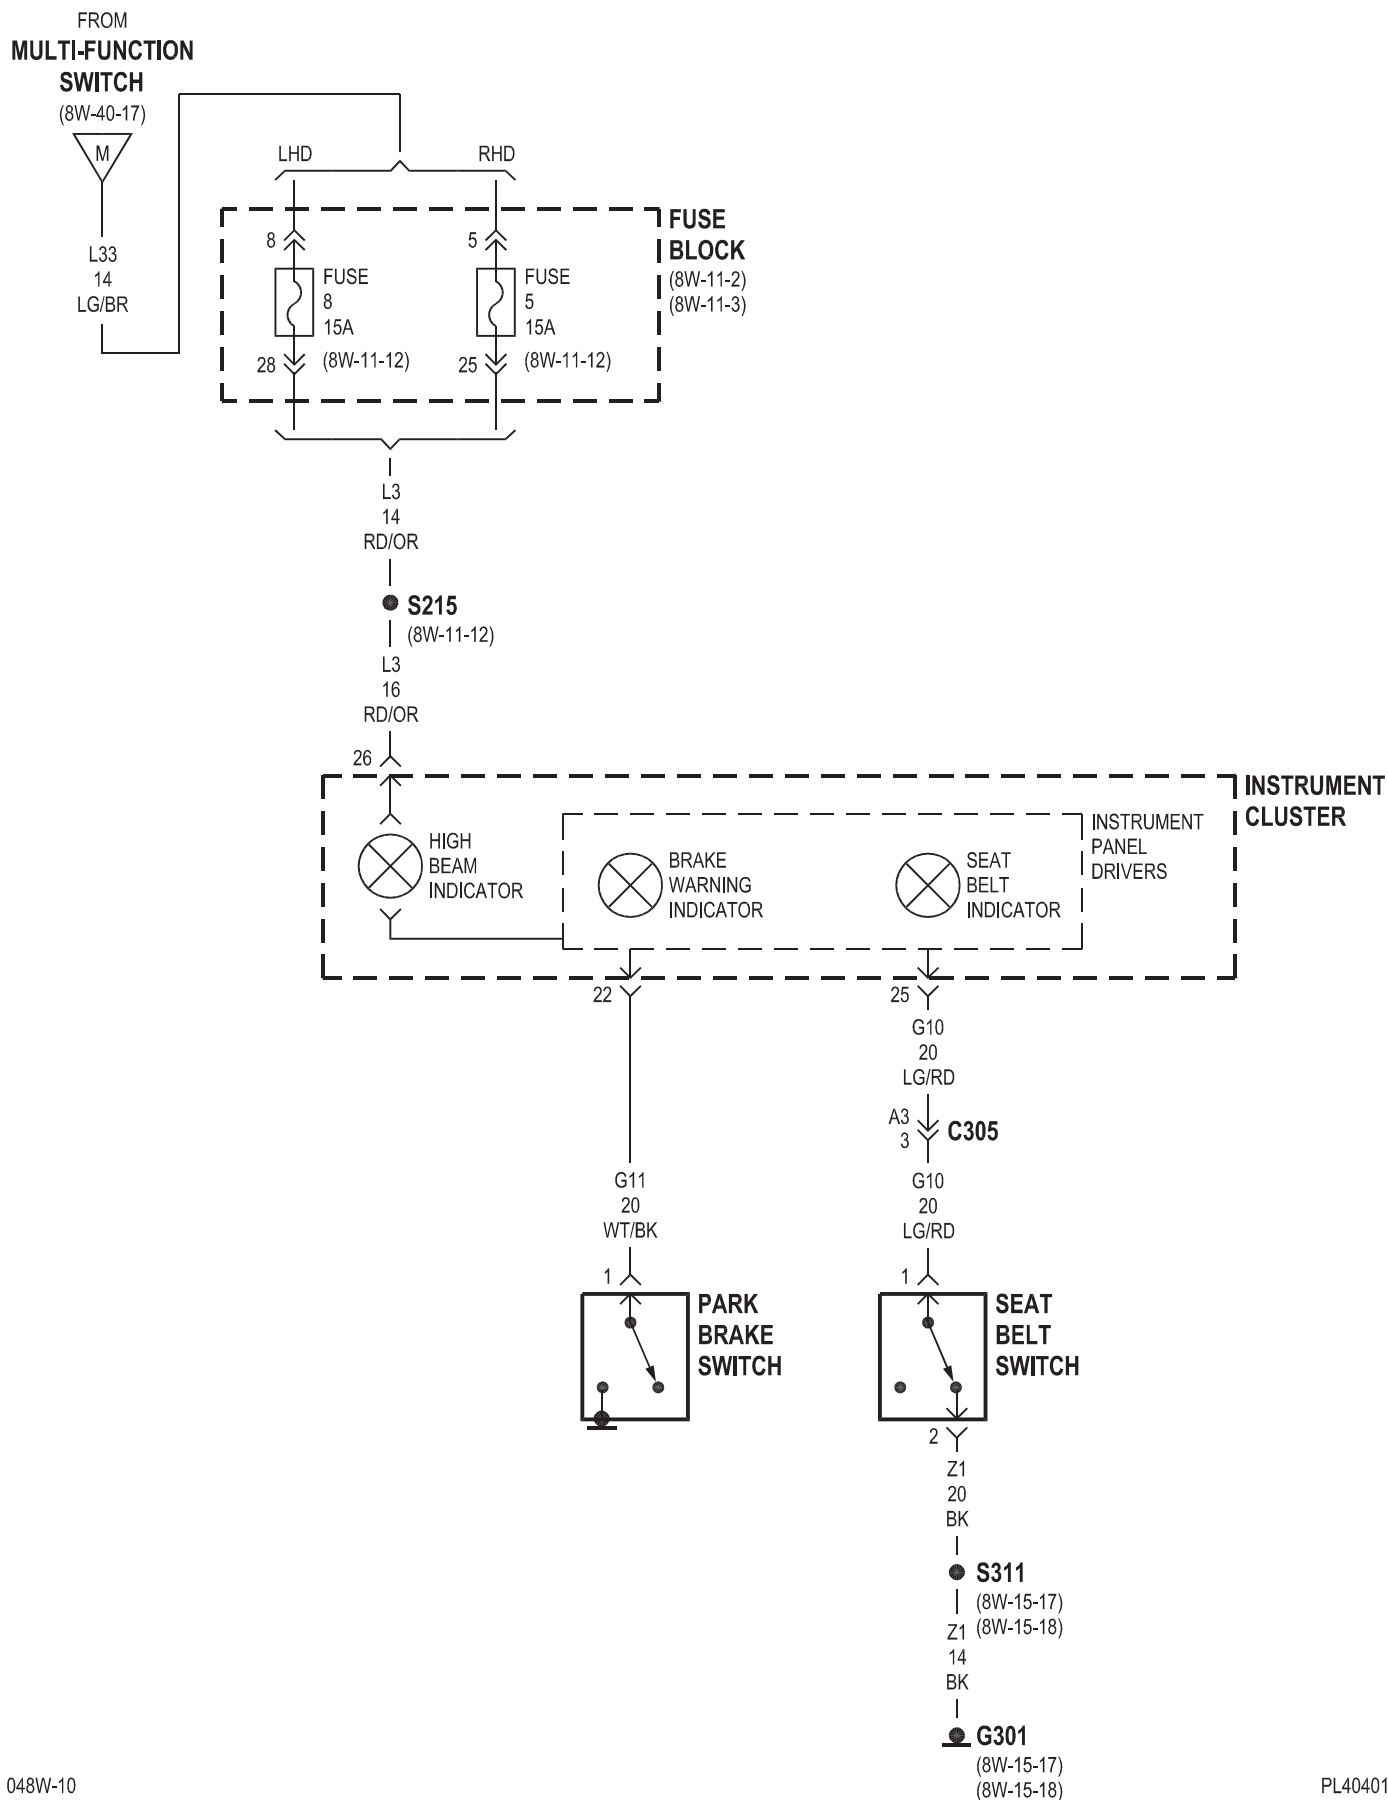 FROM
MULTI-FUNCTION
SWITCH
(8W-40-17)
M
L33
14
LG/BR
LHD
RHD
8
FUSE
8
15A
28
(8W-11-12)
5
FUSE
5
15A
25
(8W-11-12)
FUSE
BLOCK
(8W-11-2)
(8W-11-3)
L3
14
RD/OR
S215
(8W-11-12)
L3
16
RD/OR
26
INSTRUMENT
CLUSTER
HIGH
BEAM
INDICATOR
BRAKE
WARNING
INDICATOR
SEAT
BELT
INDICATOR
INSTRUMENT
PANEL
DRIVERS
22
25
G10
20
LG/RD
A3
3
C305
G11
20
WT/BK
G10
20
LG/RD
1
PARK
BRAKE
SWITCH
1
SEAT
BELT
SWITCH
2
Z1
20
BK
S311
(8W-15-17)
(8W-15-18)
Z1
14
BK
G301
(8W-15-17)
(8W-15-18)
048W-10
PL40401